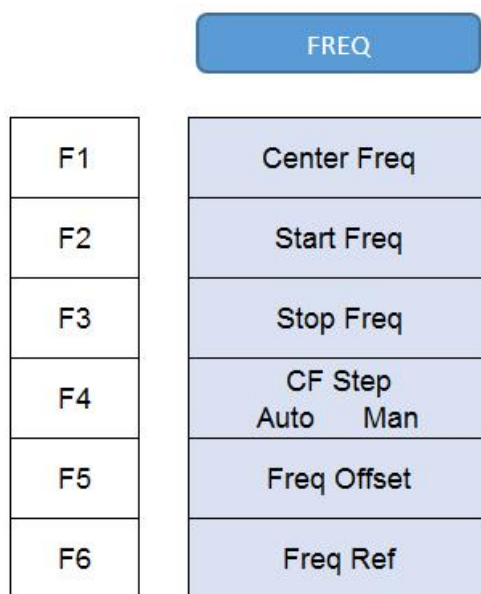 FREQ
F1 Center Freq
F2 Start Freq
F3 Stop Freq
F4 CF Step
Auto Man
F5 Freq Offset
F6 Freq Ref